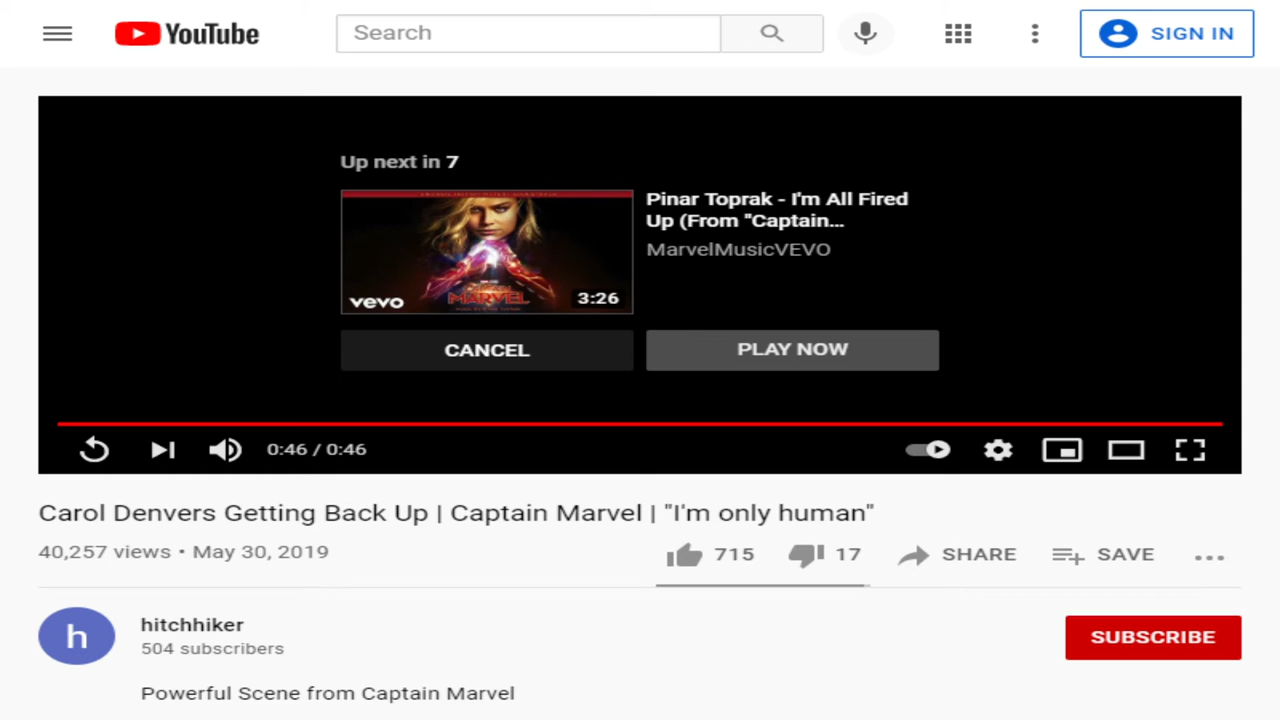 YouTube
Search
SIGN IN
Up next in 7
Pinar Toprak - I'm All Fired
Up (From "Captain...
MarvelMusicVEVO
vevo
MARVEL
3:26
CANCEL
PLAY NOW
0:46 / 0:46
Carol Denvers Getting Back Up | Captain Marvel | "I'm only human"
40,257 views • May 30, 2019
715
17
SHARE
SAVE
h
hitchhiker
504 subscribers
SUBSCRIBE
Powerful Scene from Captain Marvel